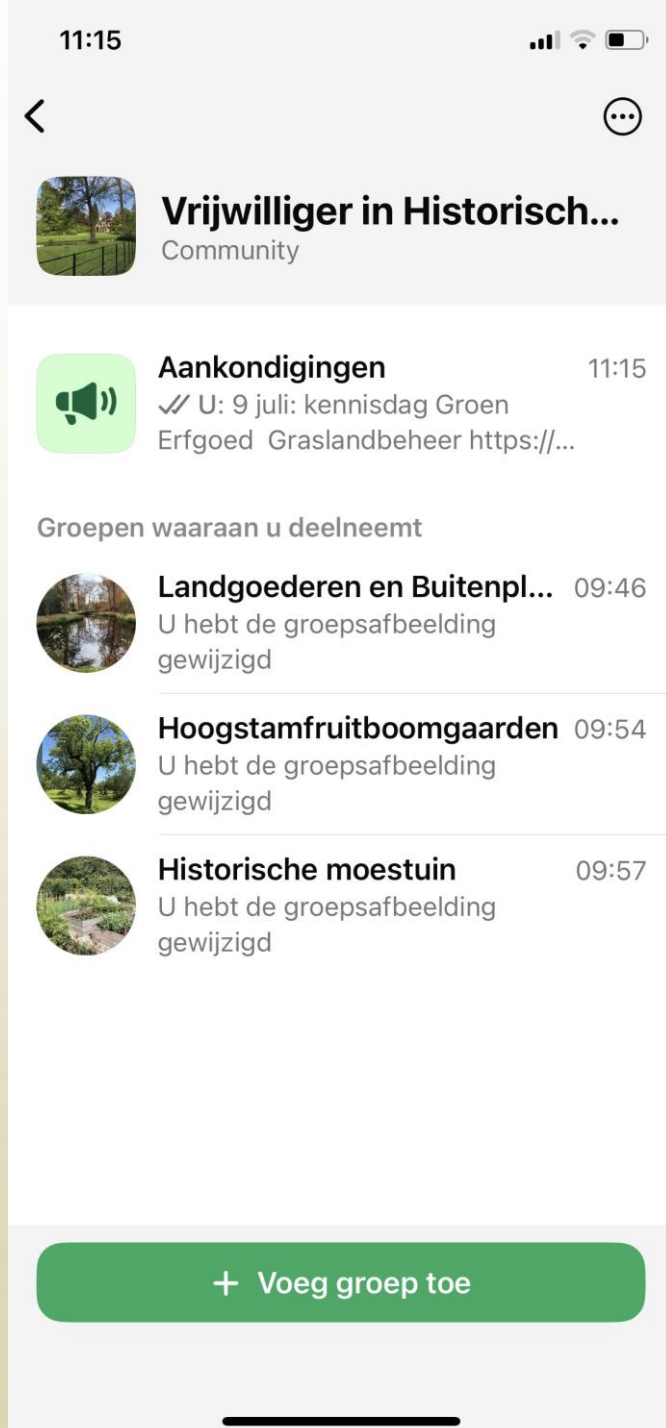 11:15
Vrijwilliger in Historisch...
Community
Aankondigingen 11:15
U: 9 juli: kennisdag Groen
Erfgoed Graslandbeheer https://...
Groepen waaraan u deelneemt
Landgoederen en Buitenpl... 09:46
U hebt de groepsafbeelding
gewijzigd
Hoogstamfruitboomgaarden 09:54
U hebt de groepsafbeelding
gewijzigd
Historische moestuin 09:57
U hebt de groepsafbeelding
gewijzigd
+ Voeg groep toe